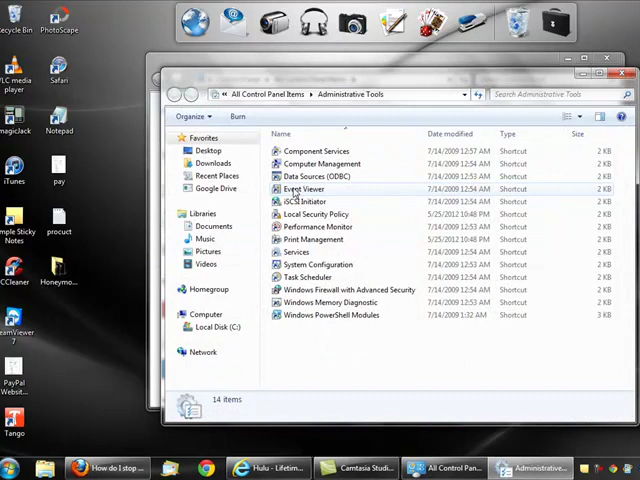 Recycle Bin
PhotoScape
VLC media
player
Safari
magicJack
Notepad
iTunes
pay
Simple Sticky
Notes
procuct
CCleaner
Honeymo...
TeamViewer
7
PayPal
Websit...
Tango
All Control Panel Items
Administrative Tools
Search Administrative Tools
Organize
Burn
Favorites
Desktop
Downloads
Recent Places
Google Drive
Libraries
Documents
Music
Pictures
Videos
Homegroup
Computer
Local Disk (C:)
Network
Name Date modified Type Size
Component Services 7/14/2009 12:57 AM Shortcut 2 KB
Computer Management 7/14/2009 12:54 AM Shortcut 2 KB
Data Sources (ODBC) 7/14/2009 12:53 AM Shortcut 2 KB
Event Viewer 7/14/2009 12:54 AM Shortcut 2 KB
iSCSI Initiator 7/14/2009 12:54 AM Shortcut 2 KB
Local Security Policy 5/25/2012 10:48 PM Shortcut 2 KB
Performance Monitor 7/14/2009 12:53 AM Shortcut 2 KB
Print Management 5/25/2012 10:48 PM Shortcut 2 KB
Services 7/14/2009 12:54 AM Shortcut 2 KB
System Configuration 7/14/2009 12:53 AM Shortcut 2 KB
Task Scheduler 7/14/2009 12:54 AM Shortcut 2 KB
Windows Firewall with Advanced Security 7/14/2009 12:54 AM Shortcut 2 KB
Windows Memory Diagnostic 7/14/2009 12:53 AM Shortcut 2 KB
Windows PowerShell Modules 7/14/2009 1:32 AM Shortcut 3 KB
14 items
How do I stop ...
Hulu - Lifetim...
Camtasia Studi...
All Control Pan...
Administrative...